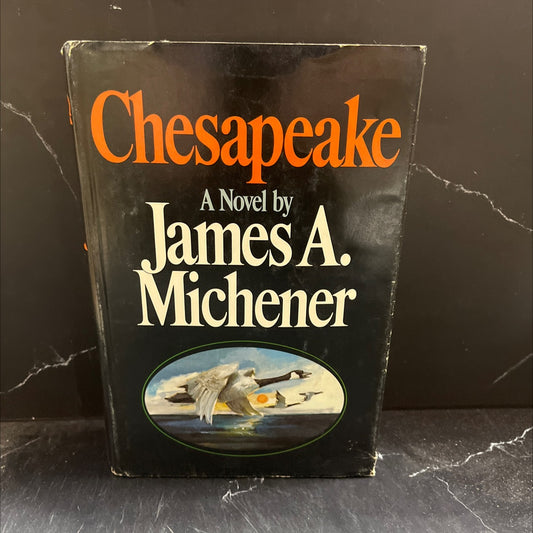 Chesapeake
A Novel by
James A.
Michener